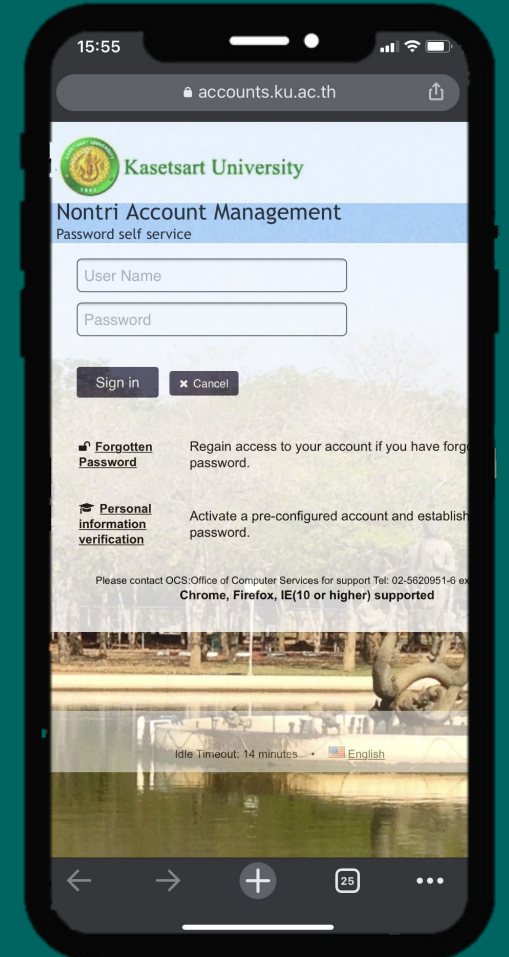 15:55
accounts.ku.ac.th
1943
Kasetsart University
Nontri Account Management
Password self service
User Name
Password
Sign in
Cancel
Forgotten
Password
Regain access to your account if you have forg
password.
Personal
information
verification
Activate a pre-configured account and establish
password.
Please contact OCS:Office of Computer Services for support Tel: 02-5620951-6 ex
Chrome, Firefox, IE(10 or higher) supported
Idle Timeout: 14 minutes • English
25